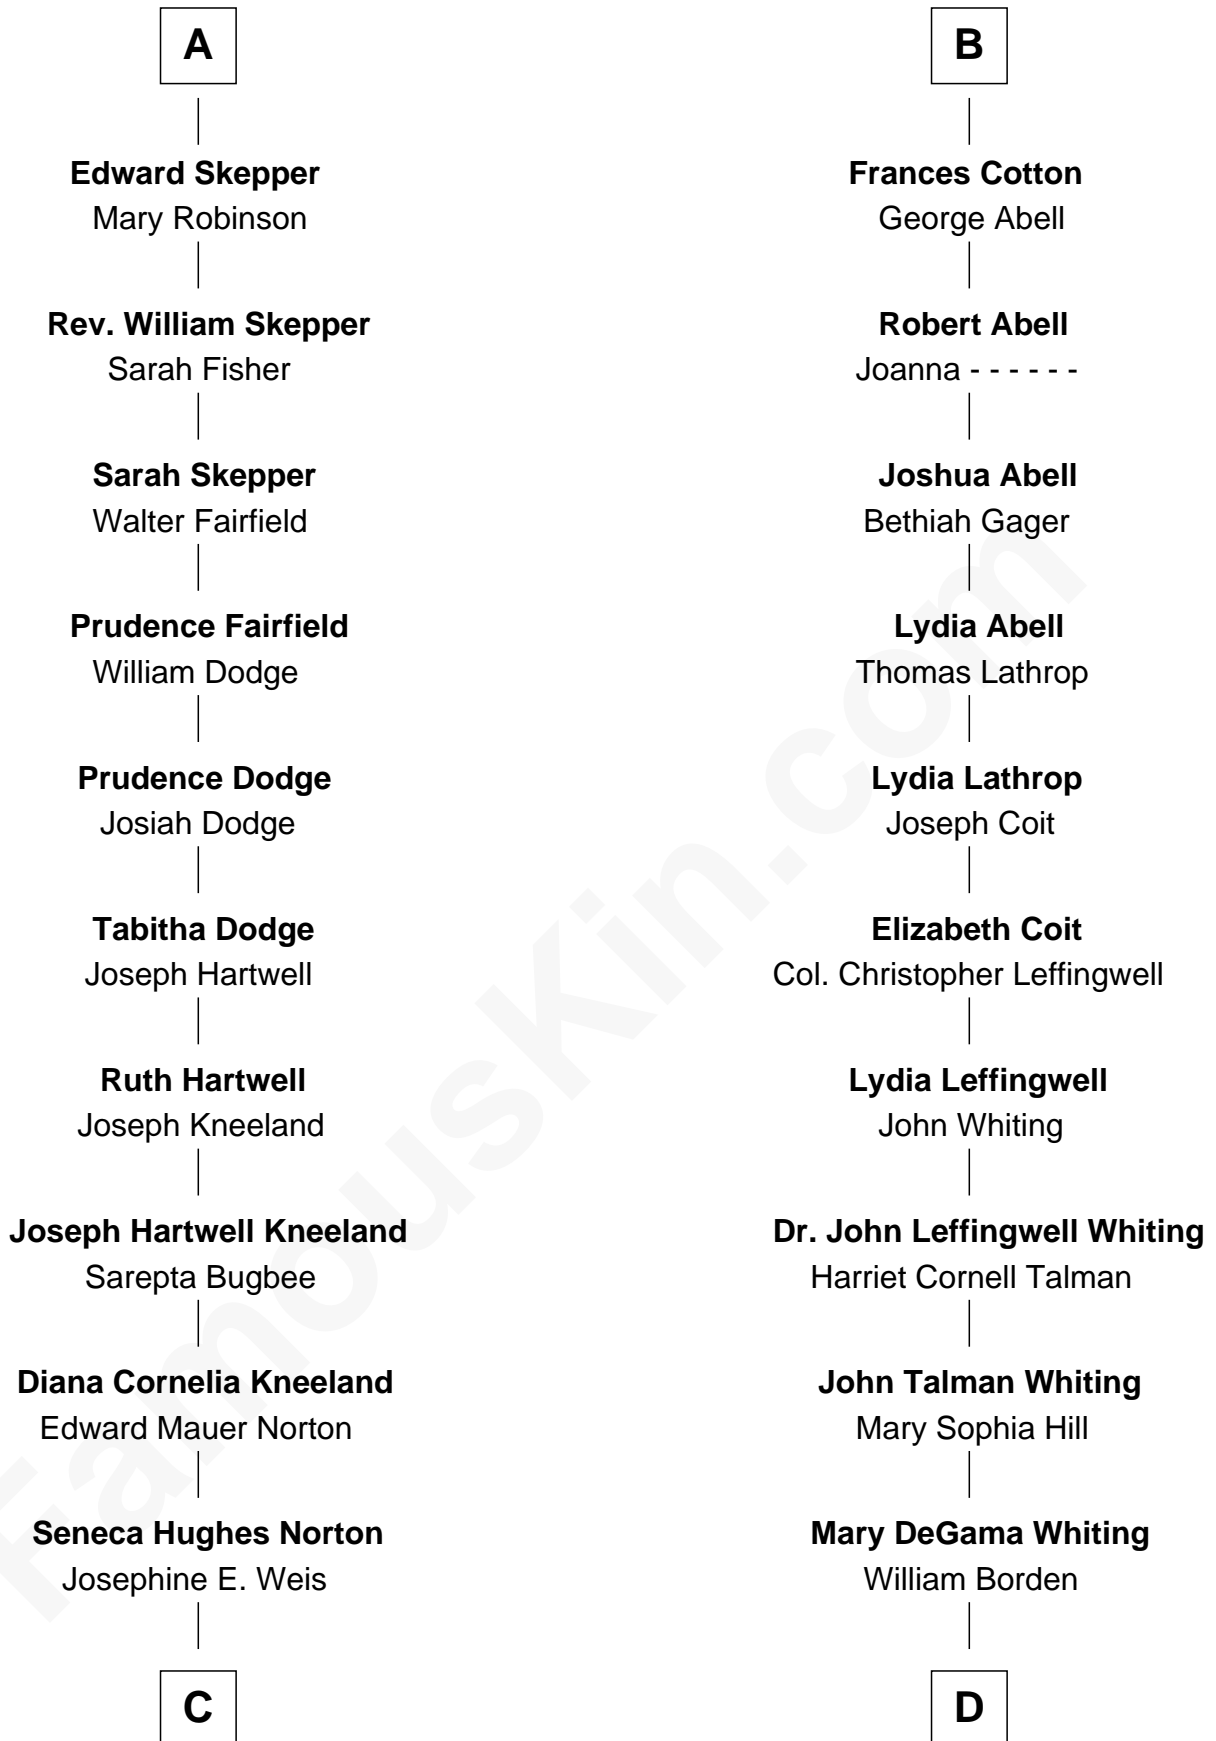 A
Edward Skepper
Mary Robinson
Rev. William Skepper
Sarah Fisher
Sarah Skepper
Walter Fairfield
Prudence Fairfield
William Dodge
Prudence Dodge
Josiah Dodge
Tabitha Dodge
Joseph Hartwell
Ruth Hartwell
Joseph Kneeland
Joseph Hartwell Kneeland
Sarepta Bugbee
Diana Cornelia Kneeland
Edward Mauer Norton
Seneca Hughes Norton
Josephine E. Weis
C
B
Frances Cotton
George Abell
Robert Abell
Joanna - - - - - -
Joshua Abell
Bethiah Gager
Lydia Abell
Thomas Lathrop
Lydia Lathrop
Joseph Coit
Elizabeth Coit
Col. Christopher Leffingwell
Lydia Leffingwell
John Whiting
Dr. John Leffingwell Whiting
Harriet Cornell Talman
John Talman Whiting
Mary Sophia Hill
Mary DeGama Whiting
William Borden
D
FamousKin.com